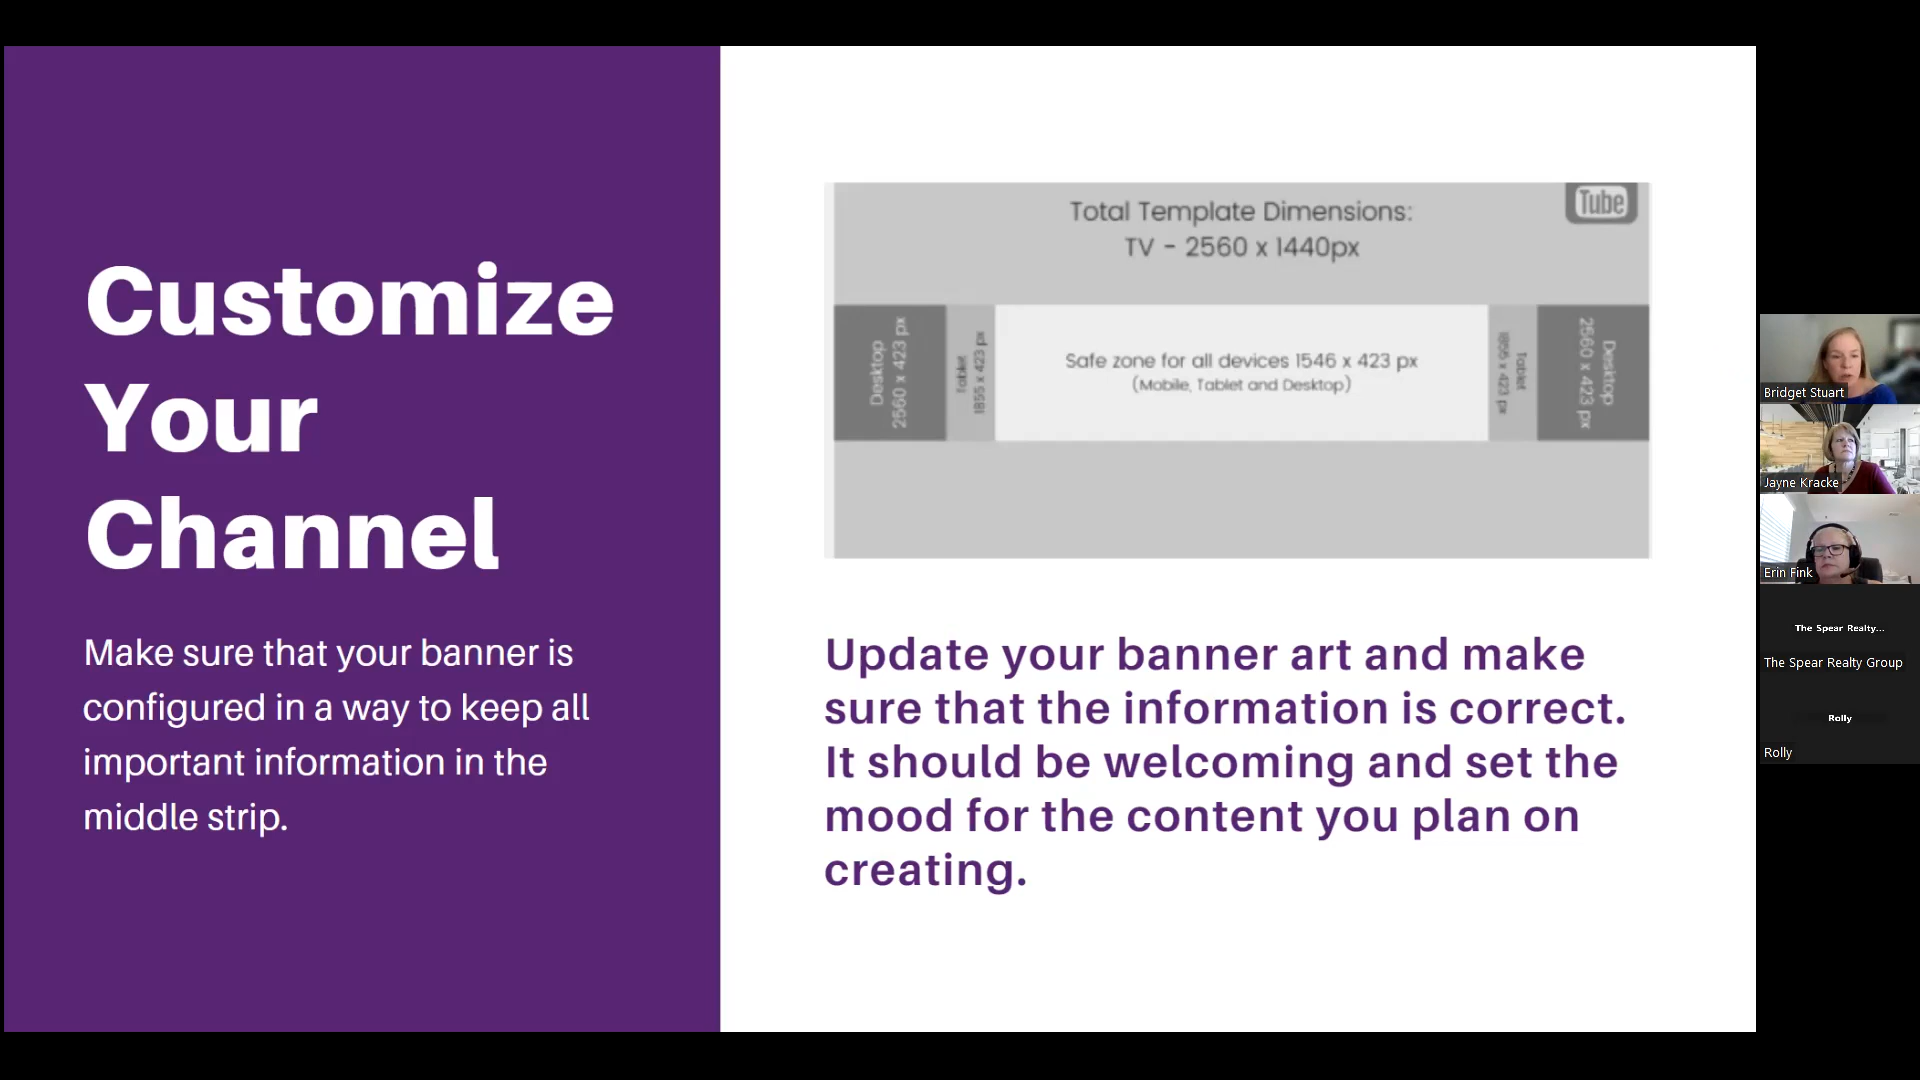 Customize
Your
Channel
Make sure that your banner is
configured in a way to keep all
important information in the
middle strip.
Tube
Total Template Dimensions:
TV - 2560 x 1440px
Desktop
2560 x 423 px
Tablet
1855 x 423 px
Safe zone for all devices 1546 x 423 px
(Mobile, Tablet and Desktop)
Tablet
1855 x 423 px
Desktop
2560 x 423 px
Update your banner art and make
sure that the information is correct.
It should be welcoming and set the
mood for the content you plan on
creating.
Bridget Stuart
Jayne Kracke
Erin Fink
The Spear Realty...
The Spear Realty Group
Rolly
Rolly